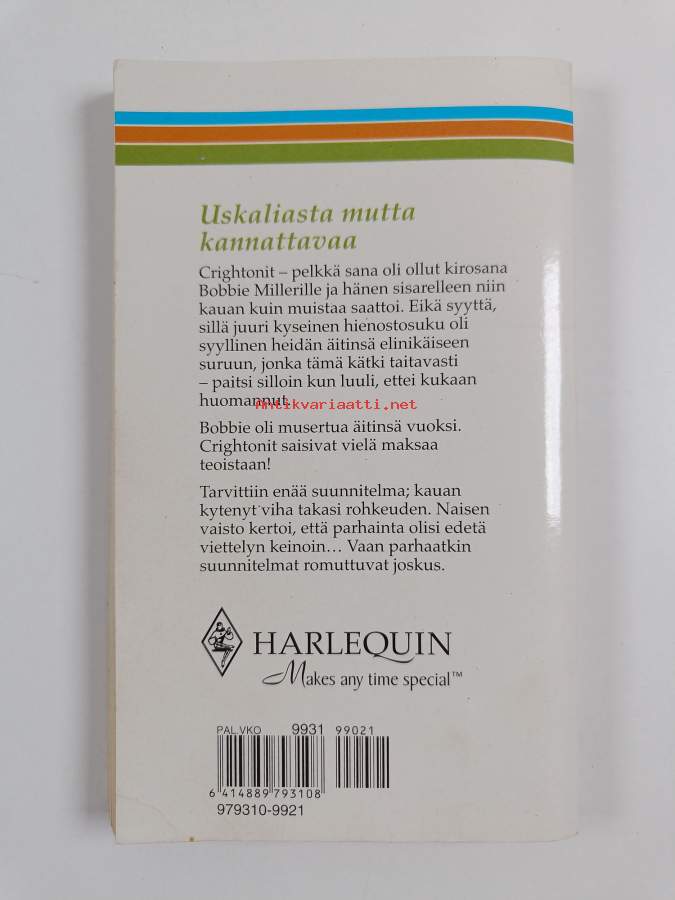 Uskaliasta mutta
kannattavaa
Crightonit – pelkkä sana oli ollut kirosana
Bobbie Millerille ja hänen sisarelleen niin
kauan kuin muistaa saattoi. Eikä syyttä,
sillä juuri kyseinen hienostosuku oli
syyllinen heidän äitinsä elinikäiseen
suruun, jonka tämä kätki taitavasti
– paitsi silloin kun luuli, ettei kukaan
huomannut.
Antikvariaatti.net
Bobbie oli musertua äitinsä vuoksi.
Crightonit saisivat vielä maksaa
teoistaan!
Tarvittiin enää suunnitelma; kauan
kytenyt viha takasi rohkeuden. Naisen
vaisto kertoi, että parhainta olisi edetä
viettelyn keinoin... Vaan parhaatkin
suunnitelmat romuttuvat joskus.
HARLEQUIN
Makes any time special™
PAL.VKO 9931 99021
6 414889 793108
979310-9921